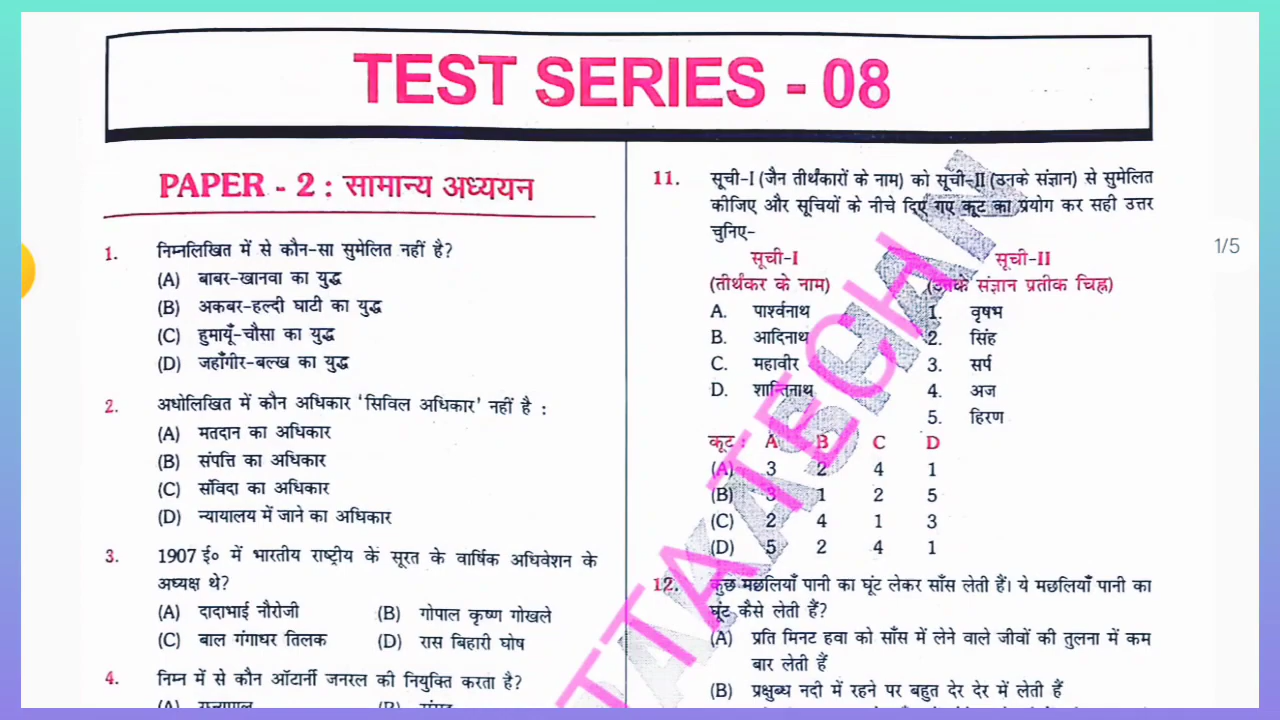 TEST SERIES - 08
PAPER - 2 : सामान्य अध्ययन
1. निम्नलिखित में से कौन-सा सुमेलित नहीं है?
(A) बाबर-खानवा का युद्ध
(B) अकबर-हल्दी घाटी का युद्ध
(C) हुमायूँ-चौसा का युद्ध
(D) जहाँगीर-बल्ख का युद्ध
2. अधोलिखित में कौन अधिकार ‘सिविल अधिकार’ नहीं है :
(A) मतदान का अधिकार
(B) संपत्ति का अधिकार
(C) संविदा का अधिकार
(D) न्यायालय में जाने का अधिकार
3. 1907 ई० में भारतीय राष्ट्रीय के सूरत के वार्षिक अधिवेशन के
अध्यक्ष थे?
(A) दादाभाई नौरोजी (B) गोपाल कृष्ण गोखले
(C) बाल गंगाधर तिलक (D) रास बिहारी घोष
4. निम्न में से कौन ऑटार्नी जनरल की नियुक्ति करता है?
11. सूची-I (जैन तीर्थंकारों के नाम) को सूची-II (उनके संज्ञान) से सुमेलित
कीजिए और सूचियों के नीचे दिए गए कूट का प्रयोग कर सही उत्तर
चुनिए-
सूची-I सूची-II
(तीर्थंकर के नाम) (उनके संज्ञान प्रतीक चिह्न)
A. पार्श्वनाथ 1. वृषभ
B. आदिनाथ 2. सिंह
C. महावीर 3. सर्प
D. शान्तिनाथ 4. अज
5. हिरण
कूट : A B C D
(A) 3 2 4 1
(B) 3 1 2 5
(C) 2 4 1 3
(D) 5 2 4 1
12. कुछ मछलियाँ पानी का घूंट लेकर साँस लेती हैं। ये मछलियाँ पानी का
घूंट कैसे लेती हैं?
(A) प्रति मिनट हवा को साँस में लेने वाले जीवों की तुलना में कम
बार लेती हैं
(B) प्रक्षुब्ध नदी में रहने पर बहुत देर देर में लेती हैं
1/5